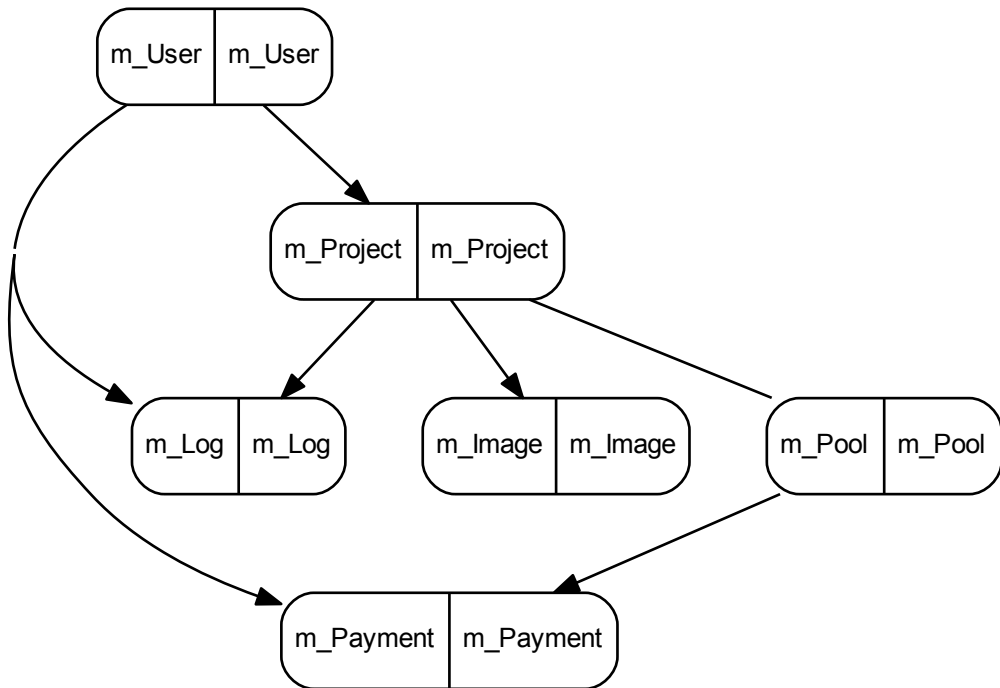 m_User m_User
m_Project m_Project
m_Log m_Log
m_Image m_Image
m_Pool m_Pool
m_Payment m_Payment